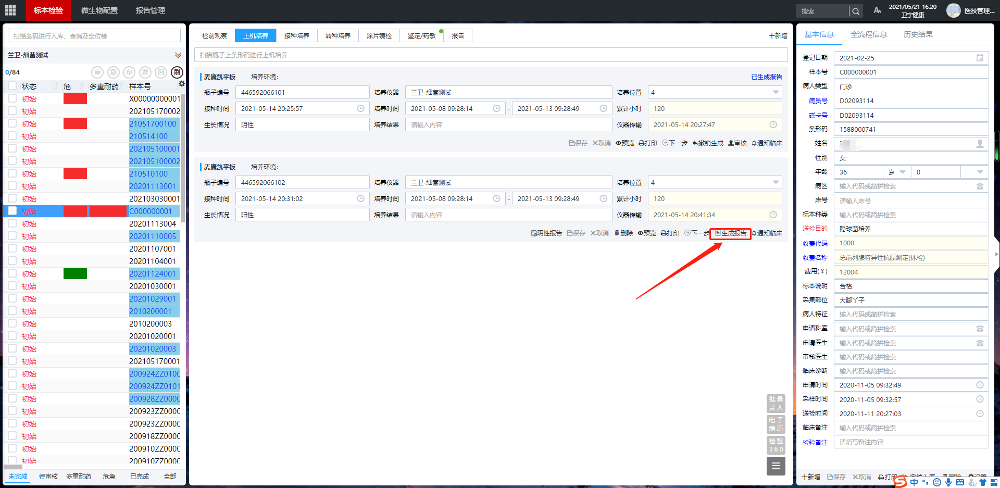 标本检验 微生物配置 报告管理 搜索 2021/05/21 16:20 医技管理...
卫宁健康
扫描条码进行入库、查询及定位等
兰卫-细菌测试
0/84 审 撤 印 发 回 刷
状态 危 多重耐药 样本号
初始 X00000000001
初始 202105170002
初始 21051700100
初始 210514100
初始 202105100001
初始 202105100002
初始 210510100
初始 20201113001
初始 202103030001
初始 C000000001
初始 20201113004
初始 20201110005
初始 20201107001
初始 20201104001
初始 20201124001
初始 20201030001
初始 20201029001
初始 2010200001
初始 2010200003
初始 20201020001
初始 20201020003
初始 202105170001
初始 200924ZZ0100
初始 200924ZZ0101
初始 200928ZZ0000
初始 200923ZZ0000
初始 200923ZZ0000
初始 200918ZZ0000
初始 200910ZZ0000
初始 200910ZZ0000
未完成 待审核 多重耐药 危急 已完成 全部
检前观察 上机培养 接种培养 转种培养 涂片镜检 鉴定/药敏 报告 十新增
扫描瓶子上条形码进行上机培养
麦康凯平板 培养环境: 已生成报告
瓶子编号 446592066101 培养仪器 兰卫-细菌测试 培养位置 4
接种时间 2021-05-14 20:25:57 培养时间 2021-05-08 09:28:14 - 2021-05-13 09:28:49 累计小时 120
生长情况 阴性 培养结果 请输入内容 仪器传输 2021-05-14 20:27:47
保存 取消 预览 打印 下一步 撤销生成 审核 通知临床
麦康凯平板 培养环境:
瓶子编号 446592066102 培养仪器 兰卫-细菌测试 培养位置 4
接种时间 2021-05-14 20:31:02 培养时间 2021-05-08 09:28:14 - 2021-05-13 09:28:49 累计小时 120
生长情况 阳性 培养结果 请输入内容 仪器传输 2021-05-14 20:41:34
阴性报告 保存 取消 删除 预览 打印 下一步 生成报告 通知临床
批量
录入
电子
病历
检验
360
基本信息 全流程信息 历史结果
登记日期 2021-02-25
样本号 C000000001
病人类型 门诊
病员号 D02093114
磁卡号 D02093114
条形码 1588000741
姓名
性别 女
年龄 36 岁 0
病区 输入代码或简拼检索
床号 请输入床号
标本种类 输入代码或简拼检索
送检目的 隐球菌培养
收费代码 1000
收费名称 总前列腺特异性抗原测定(体检)
费用(￥) 12004
标本说明 合格
采集部位 大脚丫子
病人特征 输入代码或简拼检索
申请科室 输入代码或简拼检索
申请医生 输入代码或简拼检索
审核医生 输入代码或简拼检索
临床诊断 输入代码或简拼检索
申请时间 2020-11-05 09:32:49
采样时间 2020-11-05 09:32:57
送检时间 2020-11-11 20:27:03
临床备注 输入代码或简拼检索
检验备注 请填写备注内容
十新增 保存 取消 打印
中